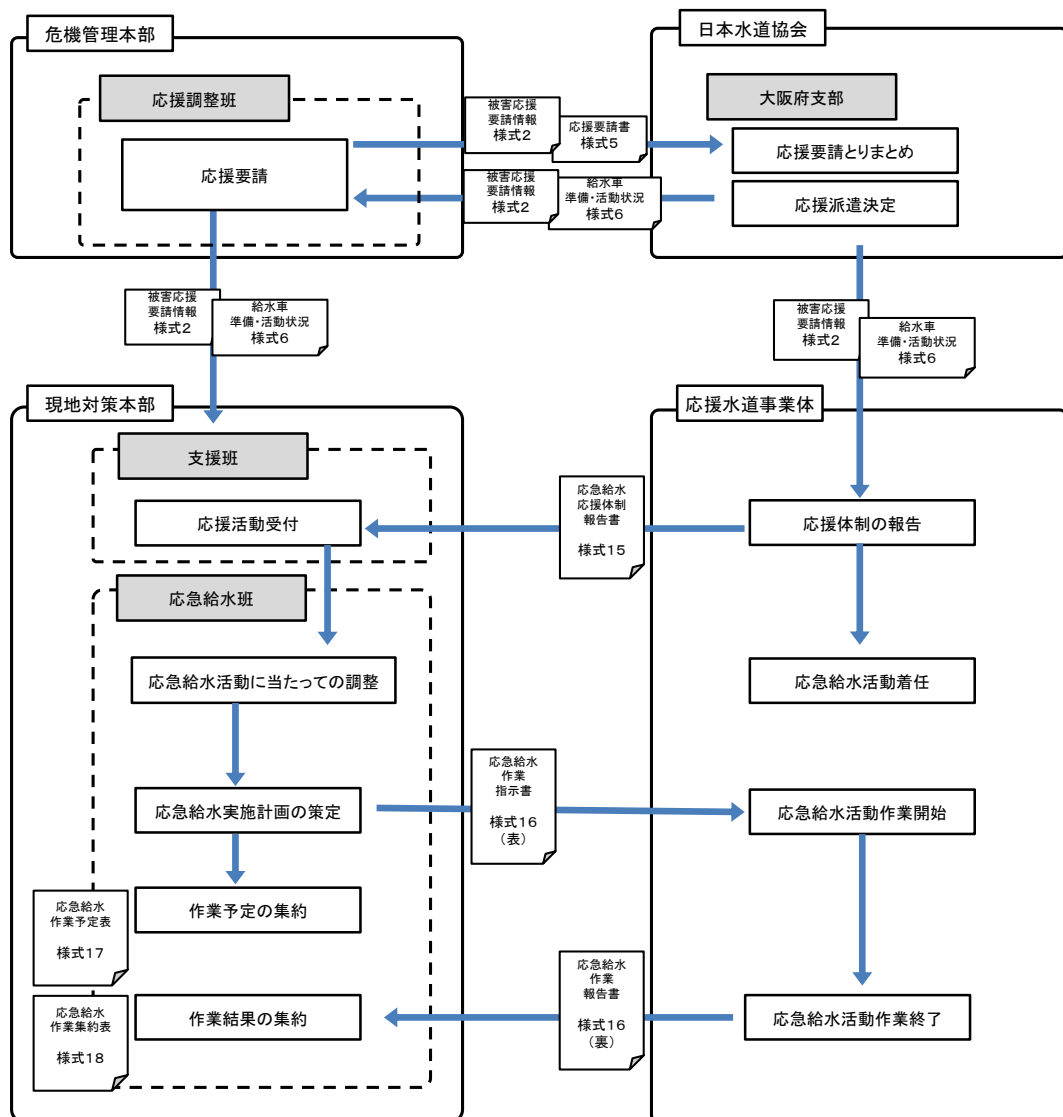 危機管理本部
日本水道協会
応援調整班
大阪府支部
被害応援
要請情報
様式2
応援要請書
様式5
応援要請
応援要請とりまとめ
被害応援
要請情報
様式2
給水車
準備・活動状況
様式6
応援派遣決定
被害応援
要請情報
様式2
給水車
準備・活動状況
様式6
被害応援
要請情報
様式2
給水車
準備・活動状況
様式6
現地対策本部
応援水道事業体
支援班
応援活動受付
応急給水
応援体制
報告書
様式15
応援体制の報告
応急給水班
応急給水活動に当たっての調整
応急給水活動着任
応急給水実施計画の策定
応急給水
作業
指示書
様式16
（表）
応急給水活動作業開始
応急給水
作業予定表
様式17
作業予定の集約
応急給水
作業集約表
様式18
作業結果の集約
応急給水
作業
報告書
様式16
（裏）
応急給水活動作業終了